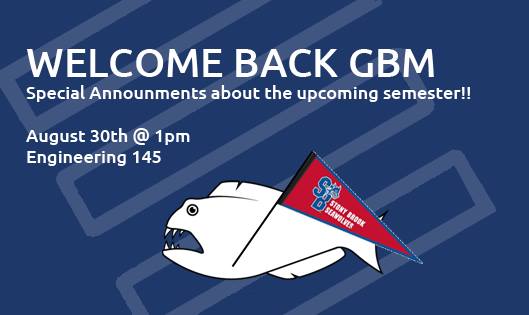 WELCOME BACK GBM
Special Announments about the upcoming semester!!
August 30th @ 1pm
Engineering 145
SB
STONY BROOK
SEAWOLVES